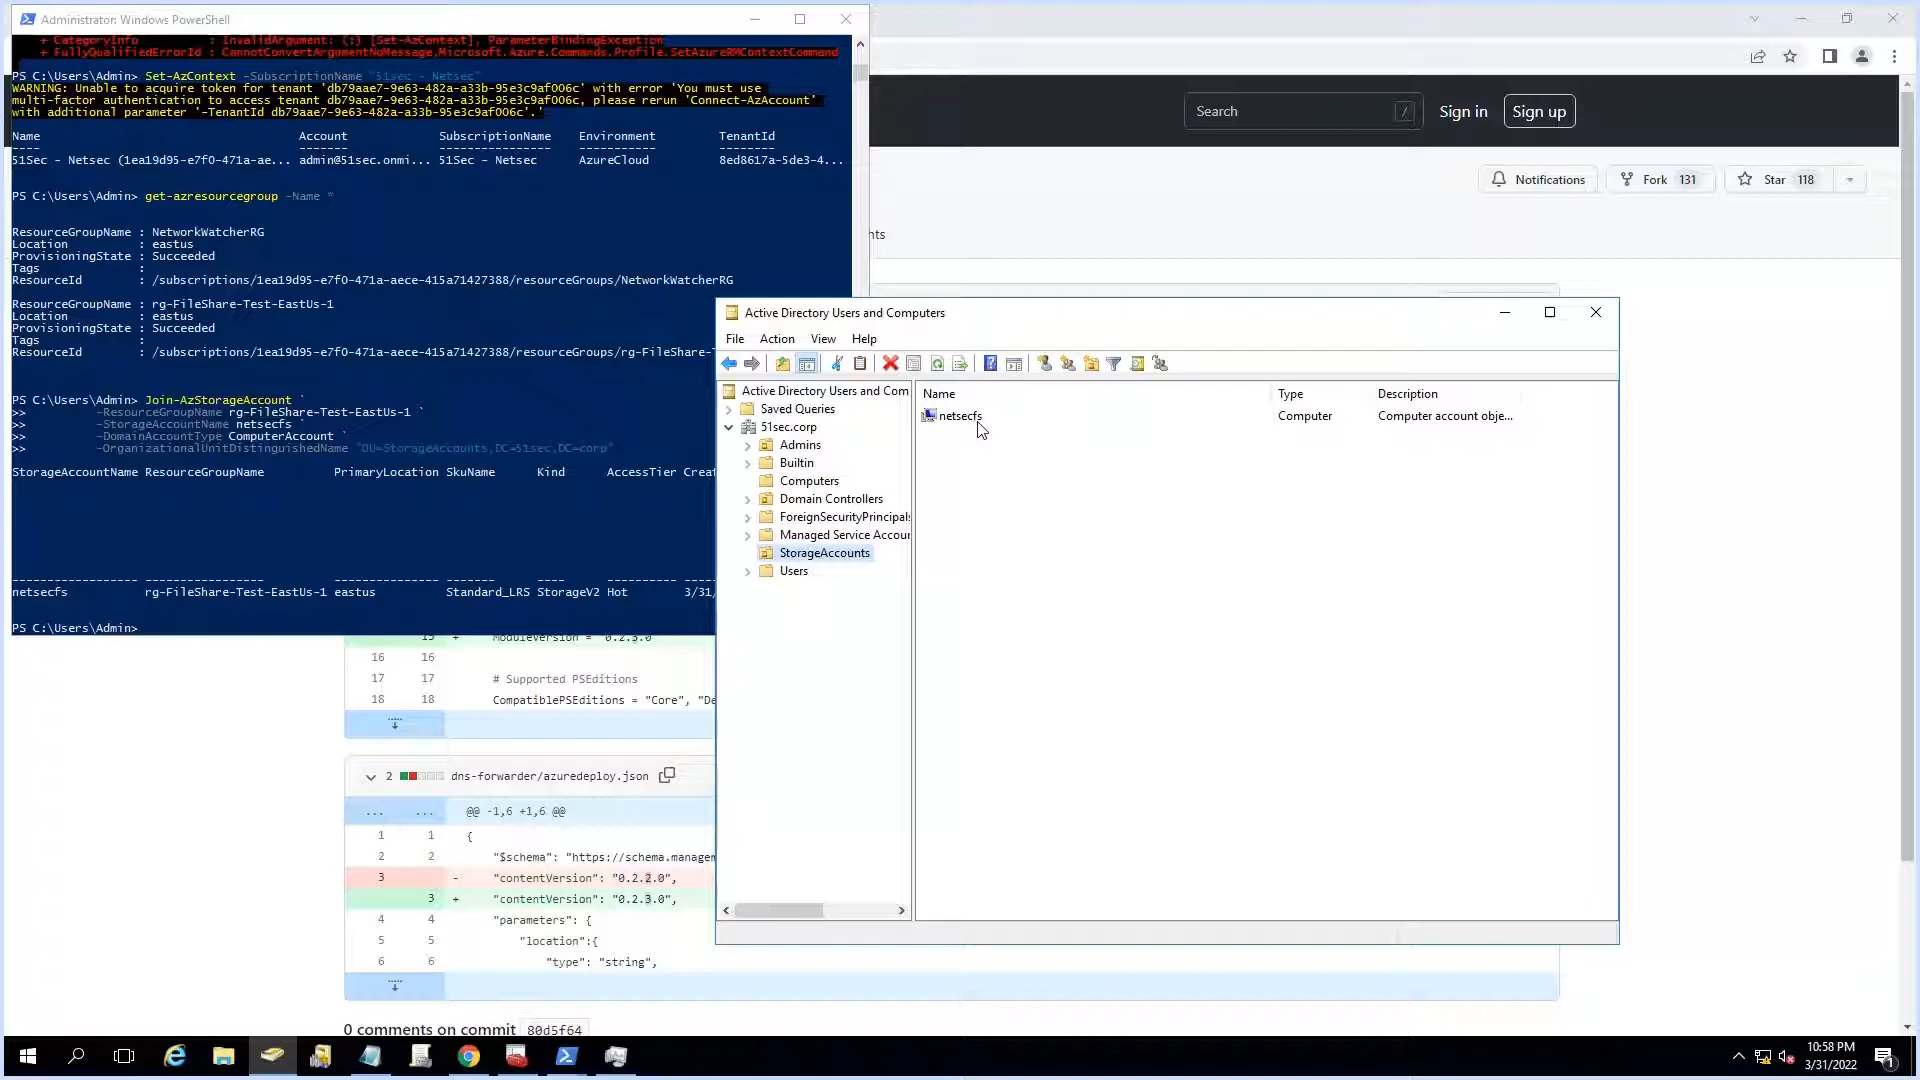 Administrator: Windows PowerShell
+ CategoryInfo : InvalidArgument: (:) [Set-AzContext], ParameterBindingException
+ FullyQualifiedErrorId : CannotConvertArgumentNoMessage,Microsoft.Azure.Commands.Profile.SetAzureRMContextCommand
PS C:\Users\Admin> Set-AzContext -SubscriptionName "51sec - Netsec"
WARNING: Unable to acquire token for tenant 'db79aae7-9e63-482a-a33b-95e3c9af006c' with error 'You must use
multi-factor authentication to access tenant db79aae7-9e63-482a-a33b-95e3c9af006c, please rerun 'Connect-AzAccount'
with additional parameter '-TenantId db79aae7-9e63-482a-a33b-95e3c9af006c'.'
Name Account SubscriptionName Environment TenantId
---- ------- ---------------- ----------- --------
51Sec - Netsec (1ea19d95-e7f0-471a-ae... admin@51sec.onmi... 51Sec - Netsec AzureCloud 8ed8617a-5de3-4...
PS C:\Users\Admin> get-azresourcegroup -Name *
ResourceGroupName : NetworkWatcherRG
Location : eastus
ProvisioningState : Succeeded
Tags :
ResourceId : /subscriptions/1ea19d95-e7f0-471a-aece-415a71427388/resourceGroups/NetworkWatcherRG
ResourceGroupName : rg-FileShare-Test-EastUs-1
Location : eastus
ProvisioningState : Succeeded
Tags :
ResourceId : /subscriptions/1ea19d95-e7f0-471a-aece-415a71427388/resourceGroups/rg-FileShare-T
PS C:\Users\Admin> Join-AzStorageAccount `
>> -ResourceGroupName rg-FileShare-Test-EastUs-1 `
>> -StorageAccountName netsecfs `
>> -DomainAccountType ComputerAccount `
>> -OrganizationalUnitDistinguishedName "OU=StorageAccounts,DC=51sec,DC=corp"
StorageAccountName ResourceGroupName PrimaryLocation SkuName Kind AccessTier Creat
------------------ ----------------- --------------- ------- ---- ---------- -----
netsecfs rg-FileShare-Test-EastUs-1 eastus Standard_LRS StorageV2 Hot 3/31/
PS C:\Users\Admin>
Search /
Sign in
Sign up
Notifications
Fork 131
Star 118
nts
Active Directory Users and Computers
File Action View Help
Active Directory Users and Com
Saved Queries
51sec.corp
Admins
Builtin
Computers
Domain Controllers
ForeignSecurityPrincipals
Managed Service Accour
StorageAccounts
Users
Name Type Description
netsecfs Computer Computer account obje...
15 + ModuleVersion = "0.2.3.0"
16 16
17 17 # Supported PSEditions
18 18 CompatiblePSEditions = "Core", "De
2 dns-forwarder/azuredeploy.json
... ... @@ -1,6 +1,6 @@
1 1 {
2 2 "$schema": "https://schema.managem
3 - "contentVersion": "0.2.2.0",
3 + "contentVersion": "0.2.3.0",
4 4 "parameters": {
5 5 "location":{
6 6 "type": "string",
0 comments on commit 80d5f64
10:58 PM
3/31/2022
1